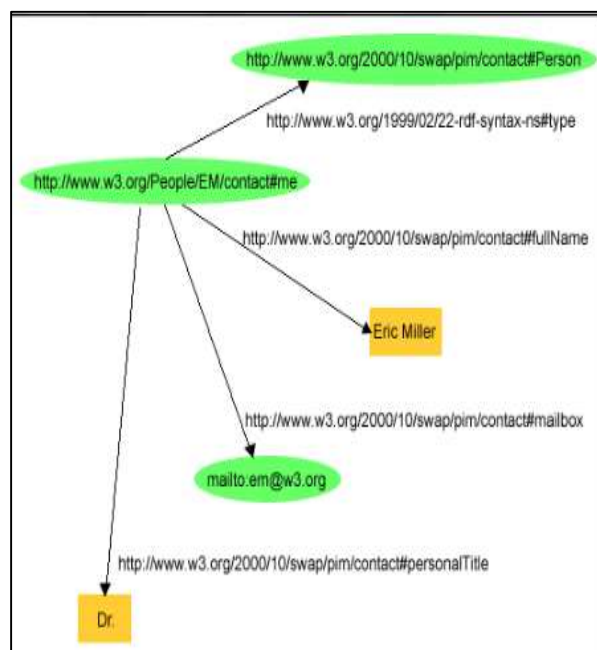 http://www.w3.org/2000/10/swap/pim/contact#Person
http://www.w3.org/1999/02/22-rdf-syntax-ns#type
http://www.w3.org/People/EM/contact#me
http://www.w3.org/2000/10/swap/pim/contact#fullName
Eric Miller
http://www.w3.org/2000/10/swap/pim/contact#mailbox
mailto:em@w3.org
http://www.w3.org/2000/10/swap/pim/contact#personalTitle
Dr.